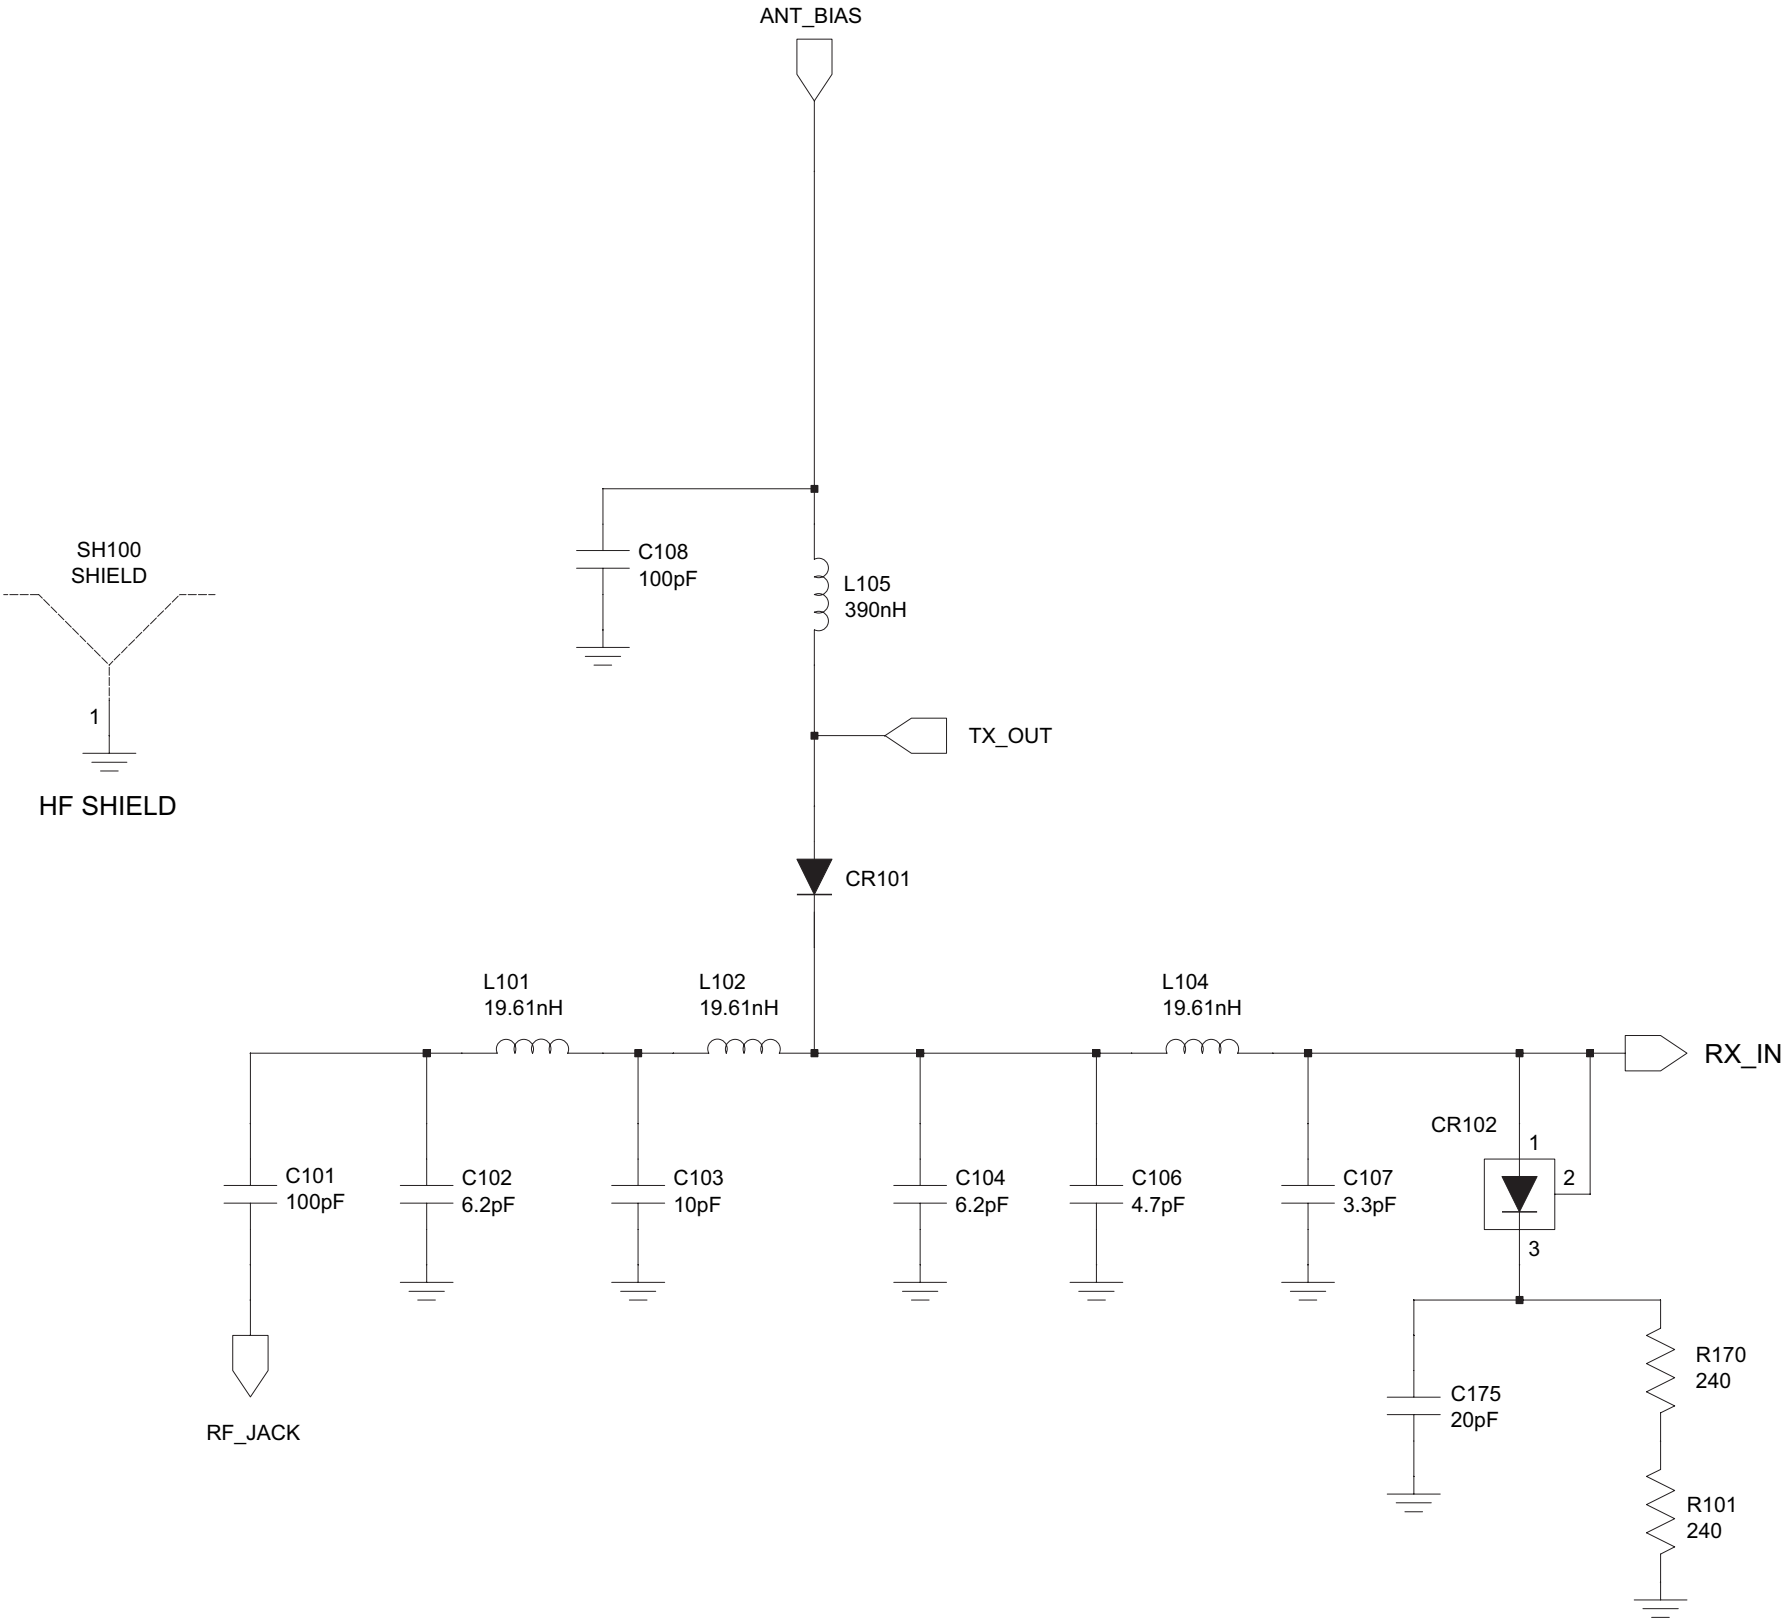 ANT_BIAS
SH100
SHIELD
1
HF SHIELD
C108
100pF
L105
390nH
TX_OUT
CR101
L101
19.61nH
L102
19.61nH
L104
19.61nH
RX_IN
C101
100pF
C102
6.2pF
C103
10pF
C104
6.2pF
C106
4.7pF
C107
3.3pF
CR102
1
2
3
RF_JACK
C175
20pF
R170
240
R101
240